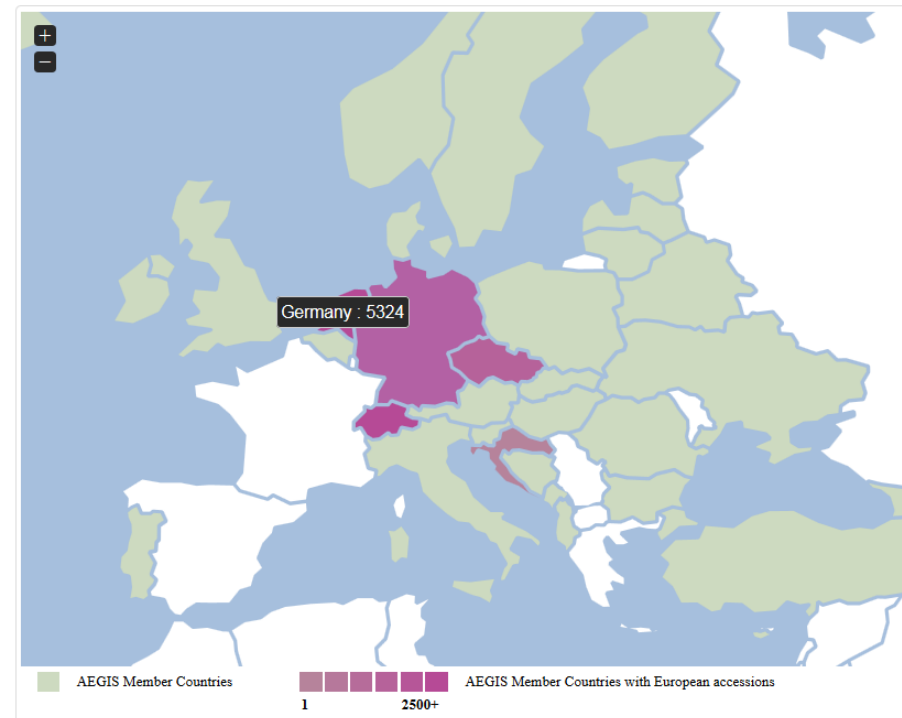 +
−
Germany : 5324
AEGIS Member Countries
AEGIS Member Countries with European accessions
1 2500+